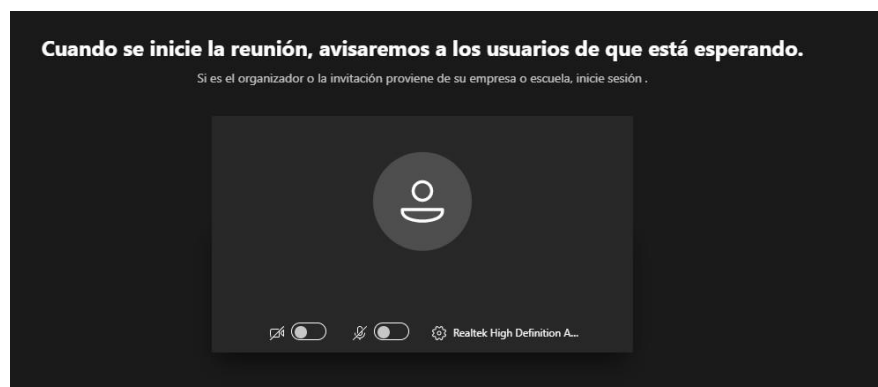 Cuando se inicie la reunión, avisaremos a los usuarios de que está esperando.
Si es el organizador o la invitación proviene de su empresa o escuela, inicie sesión .
Realtek High Definition A...